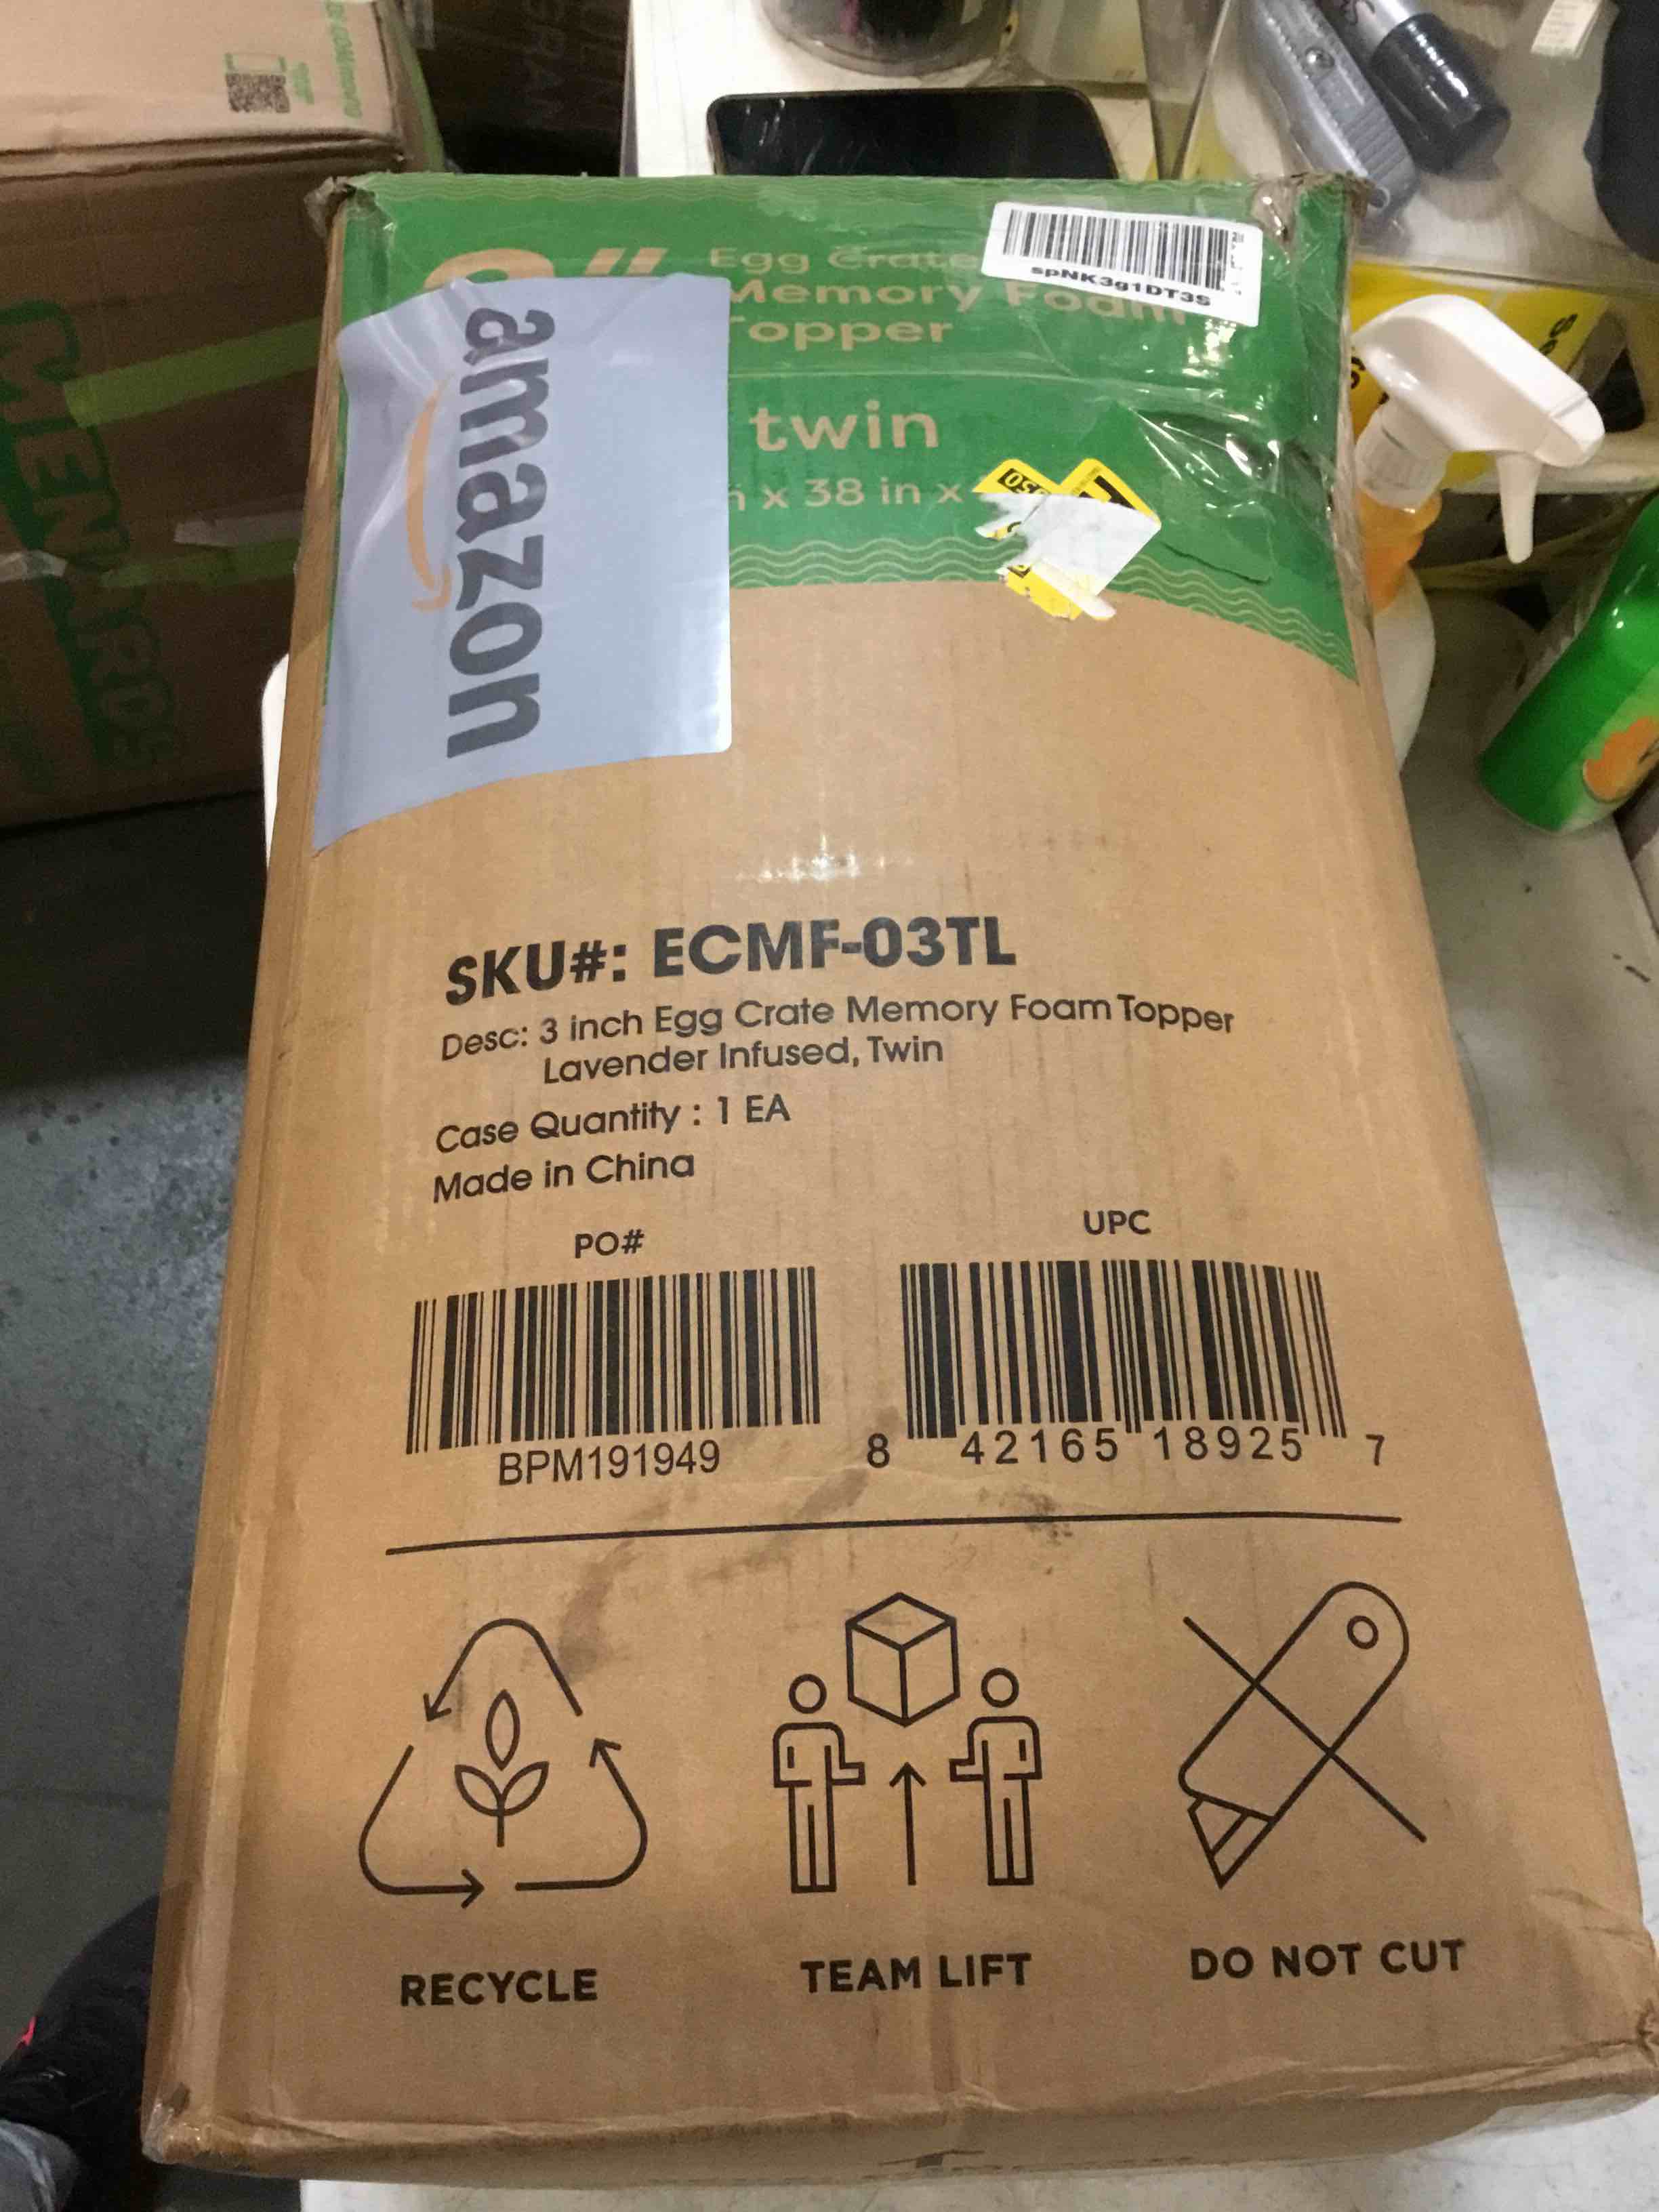 Egg Crate
Memory Foam
Topper
spNK3g1DT3S
twin
x 38 in x
amazon
MENARDS
SKU#: ECMF-03TL
Desc: 3 inch Egg Crate Memory Foam Topper
Lavender Infused, Twin
Case Quantity : 1 EA
Made in China
PO#
UPC
BPM191949
8 42165 18925 7
RECYCLE
TEAM LIFT
DO NOT CUT